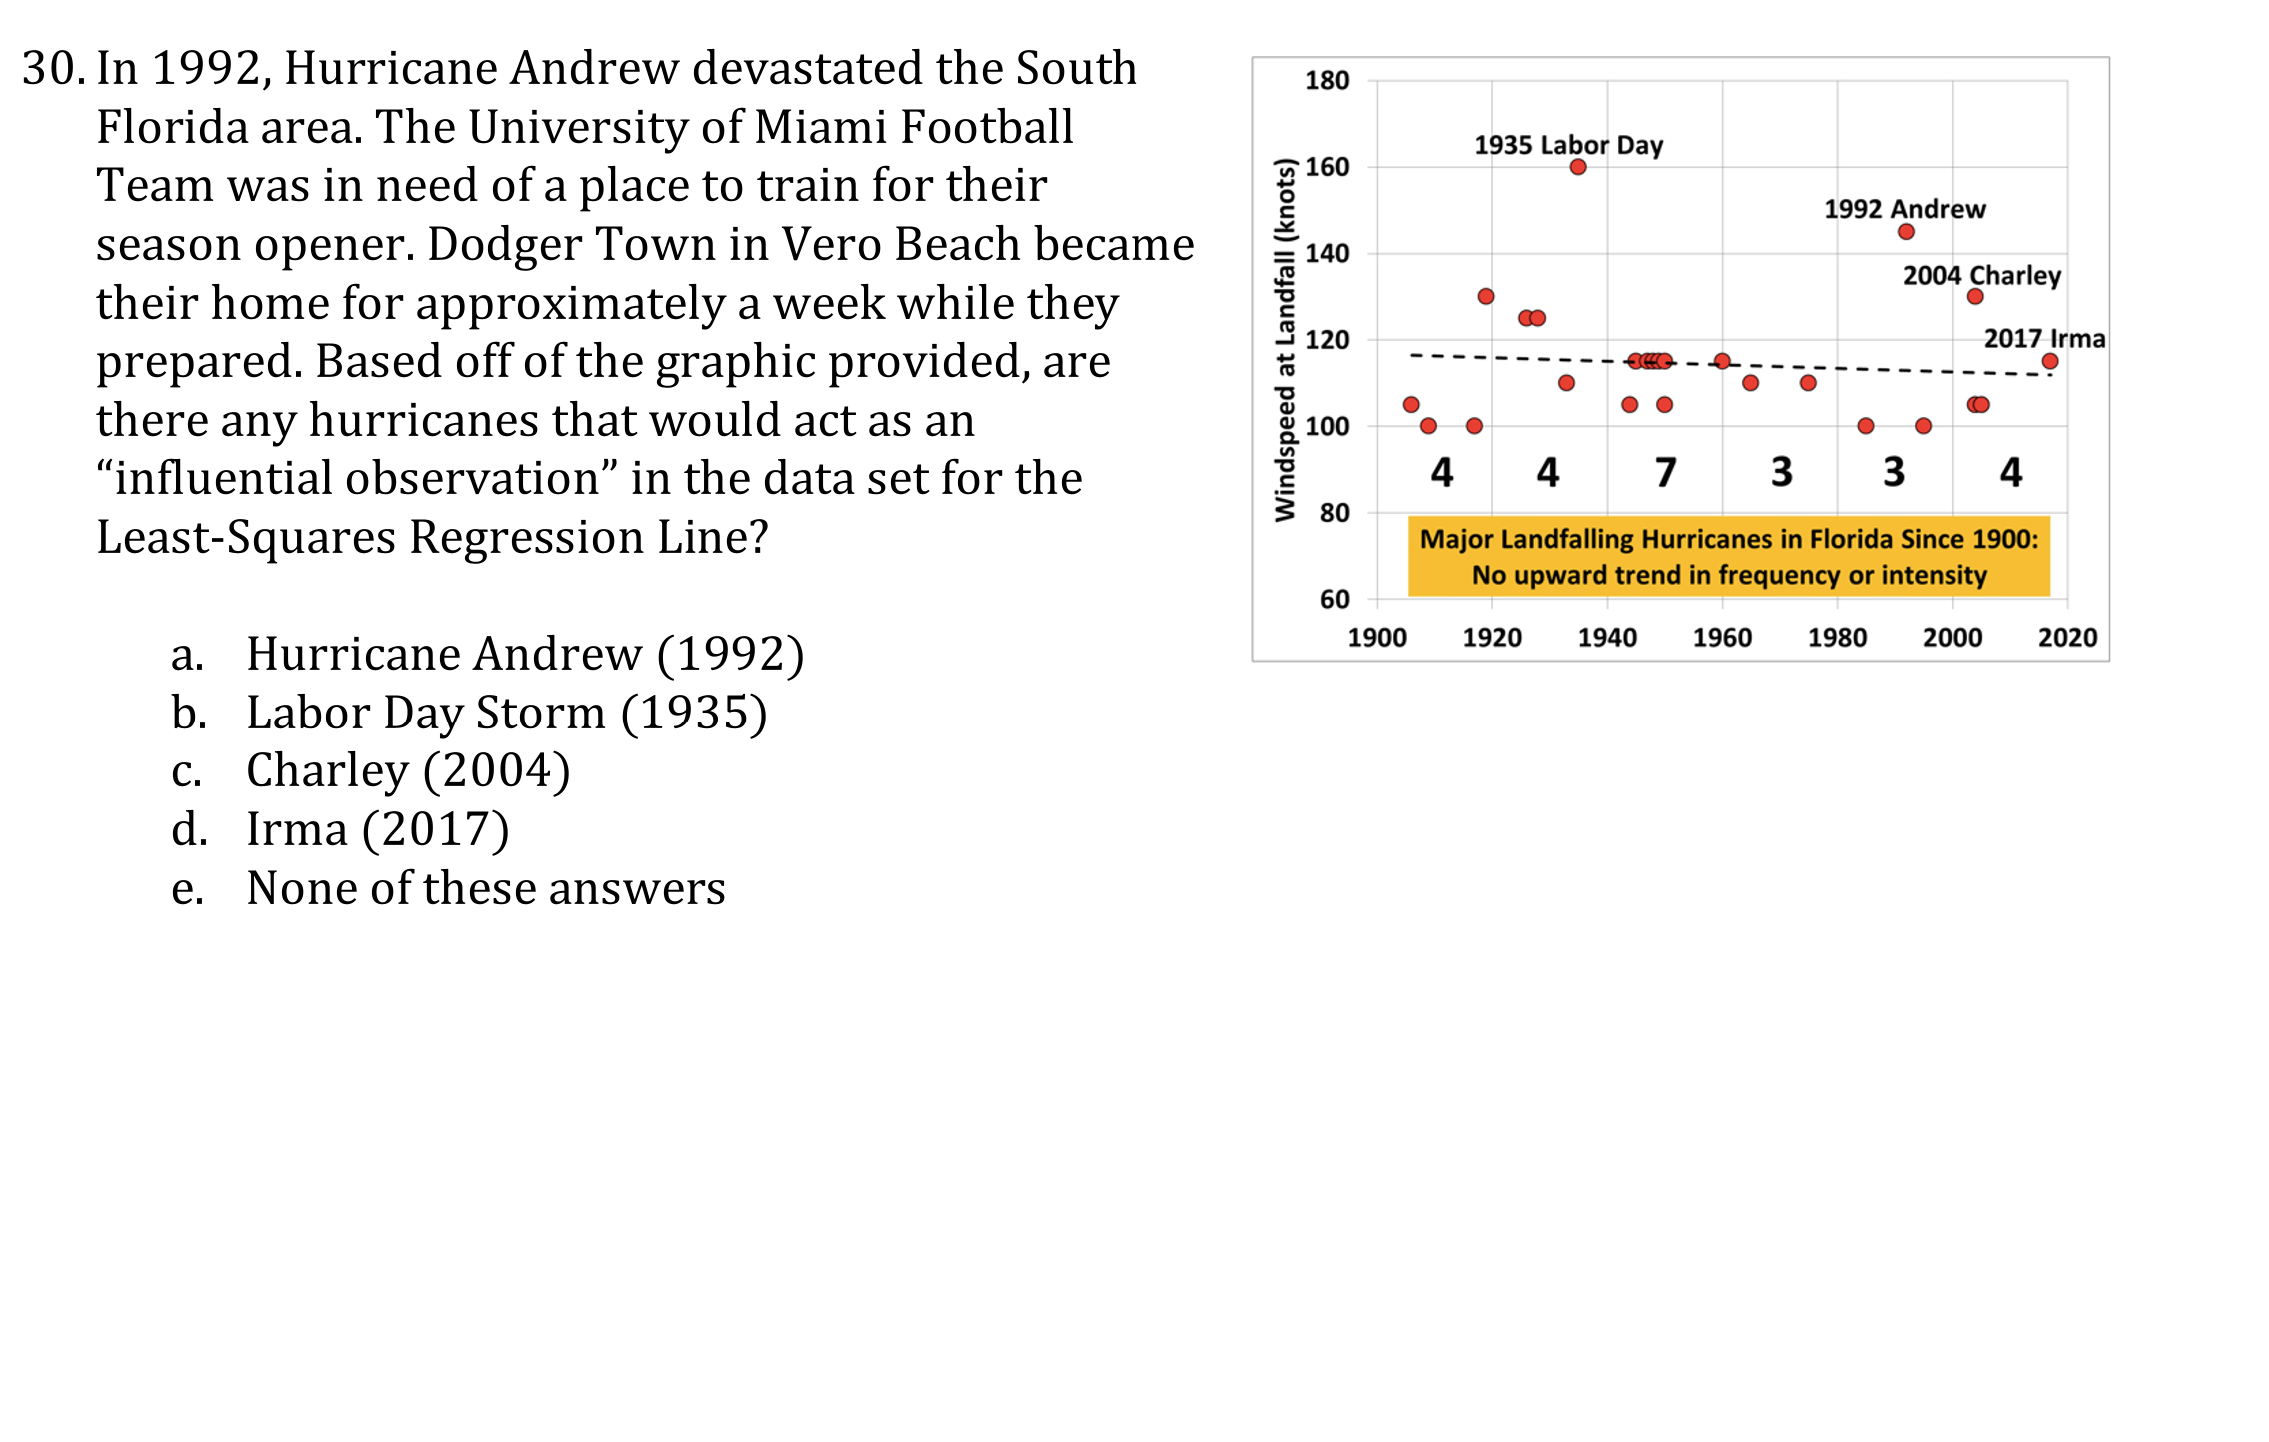 30. In 1992, Hurricane Andrew devastated the South
Florida area. The University of Miami Football
Team was in need of a place to train for their
season opener. Dodger Town in Vero Beach became
their home for approximately a week while they
prepared. Based off of the graphic provided, are
there any hurricanes that would act as an
“influential observation” in the data set for the
Least-Squares Regression Line?
a. Hurricane Andrew (1992)
b. Labor Day Storm (1935)
c. Charley (2004)
d. Irma (2017)
e. None of these answers
Windspeed at Landfall (knots)
180
160
140
120
100
80
60
1935 Labor Day
1992 Andrew
2004 Charley
2017 Irma
4 4 7 3 3 4
Major Landfalling Hurricanes in Florida Since 1900:
No upward trend in frequency or intensity
1900 1920 1940 1960 1980 2000 2020